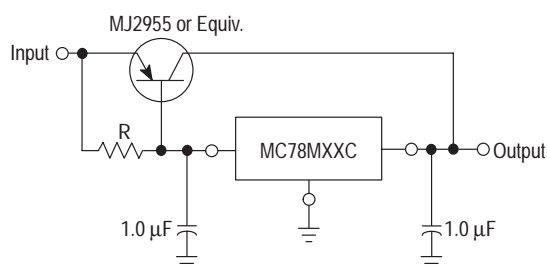 MJ2955 or Equiv.
Input
R
MC78MXXC
Output
1.0 μF
1.0 μF